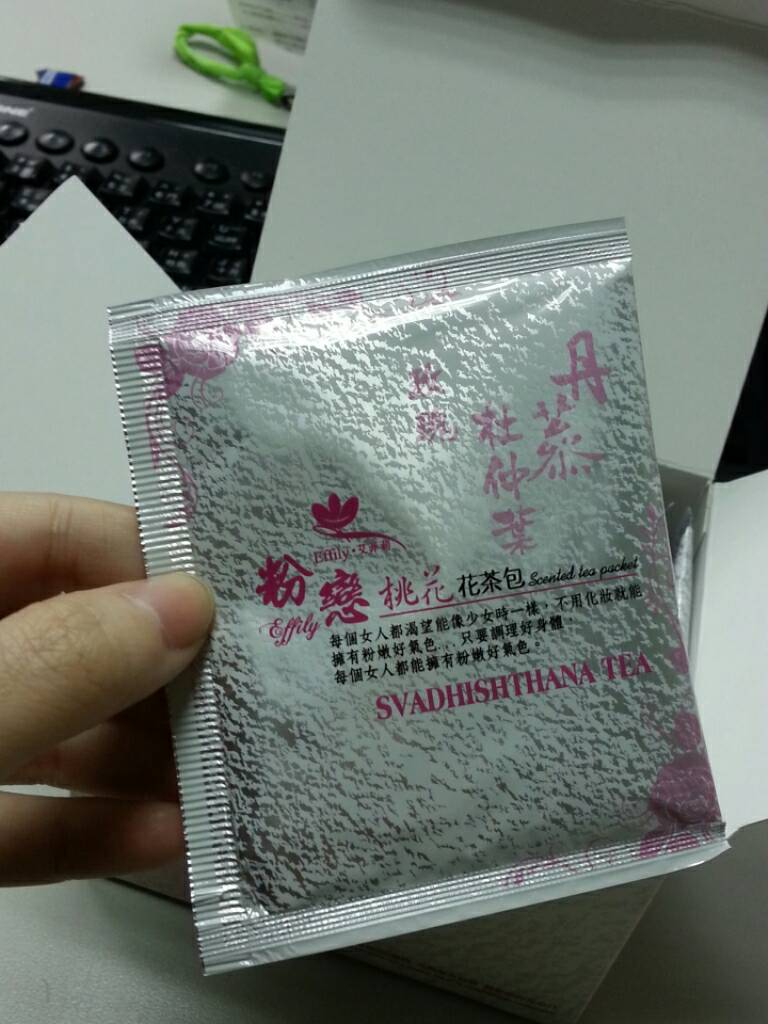 丹
杜仲葉
玫瑰
Effily·艾
粉戀桃花 花茶包 Scented tea packet
Effily
每個女人都渴望能像少女時一樣，不用化妝就能
擁有粉嫩好氣色... 只要調理好身體，
每個女人都能擁有粉嫩好氣色。
SVADHISHTHANA TEA